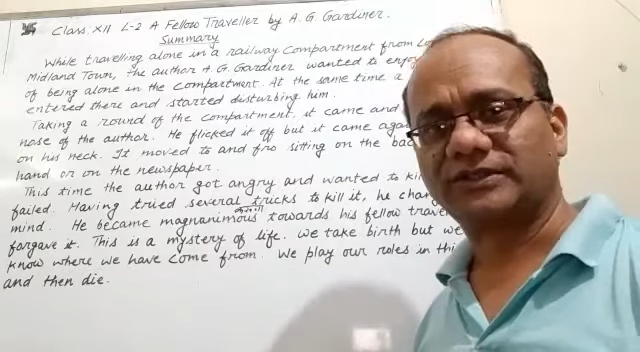 卐 Class. XII L-2 A Fellow Traveller by A. G. Gardiner.
Summary
While travelling alone in a railway compartment from
Midland Town, the author A. G. Gardiner wanted to enjoy
of being alone in the compartment. At the same time a
entered there and started disturbing him.
Taking a round of the compartment, it came and
nose of the author. He flicked it off but it came again
on his neck. It moved to and fro sitting on the
hand or on the newspaper.
This time the author got angry and wanted to
failed. Having tried several tricks to kill it, he
mind. He became magnanimous towards his fellow
forgave it. This is a mystery of life. We take birth but we
know where we have come from. We play our roles in
and then die.